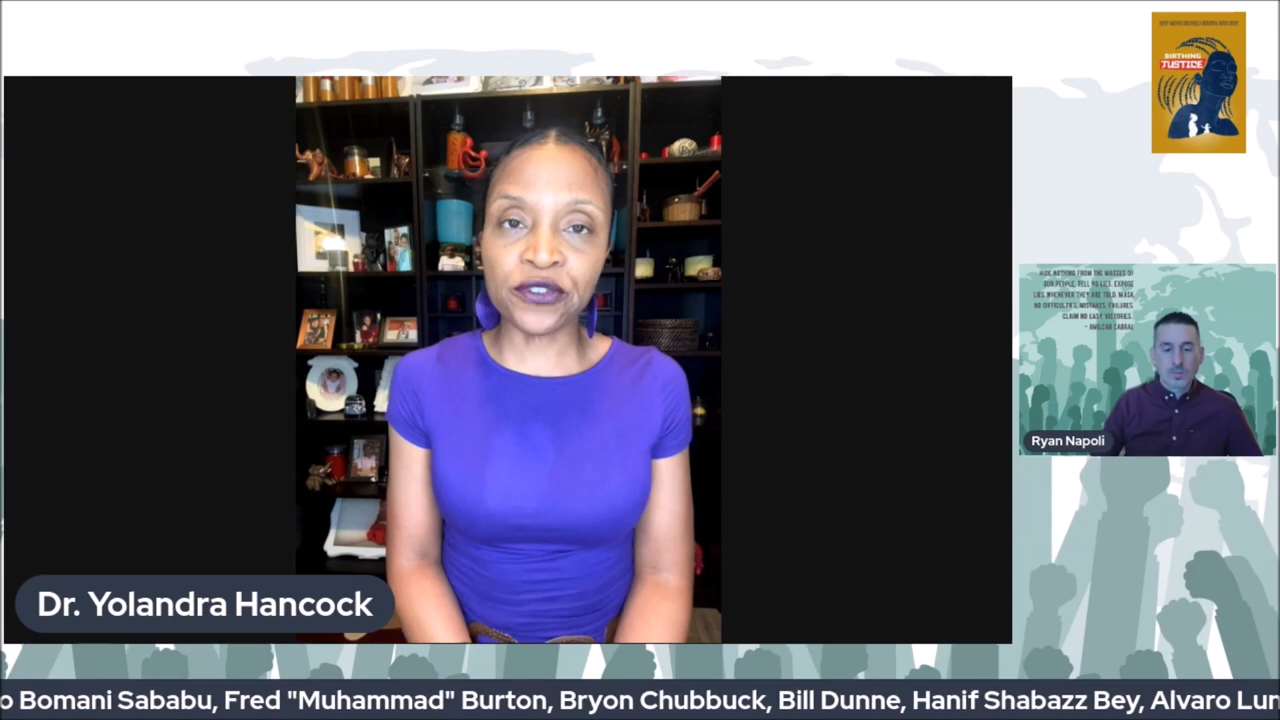 BIRTHING
JUSTICE
HIDE NOTHING FROM THE MASSES OF
OUR PEOPLE. TELL NO LIES. EXPOSE
LIES WHENEVER THEY ARE TOLD. MASK
NO DIFFICULTIES, MISTAKES, FAILURES.
CLAIM NO EASY VICTORIES.
- AMILCAR CABRAL
Ryan Napoli
Dr. Yolandra Hancock
o Bomani Sababu, Fred "Muhammad" Burton, Bryon Chubbuck, Bill Dunne, Hanif Shabazz Bey, Alvaro Lun